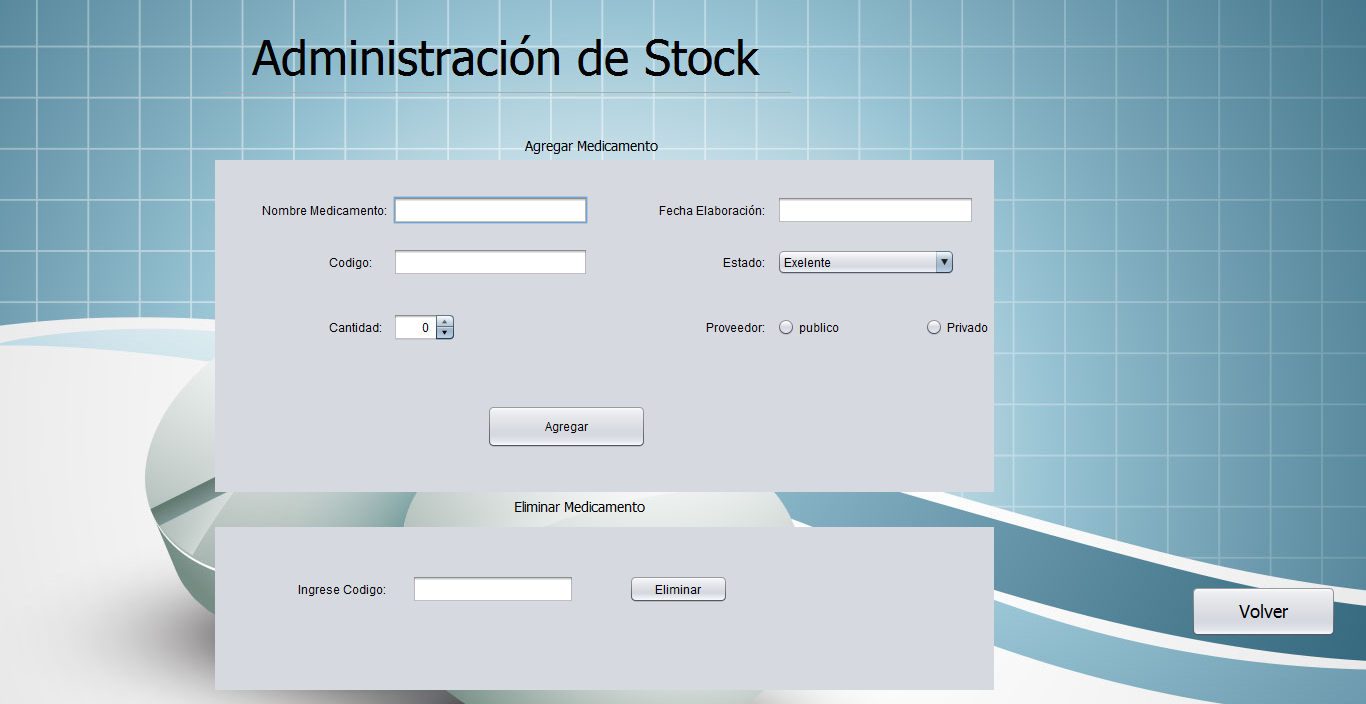 Administración de Stock
Agregar Medicamento
Nombre Medicamento:
Fecha Elaboración:
Codigo:
Estado: Exelente
Cantidad: 0
Proveedor: publico Privado
Agregar
Eliminar Medicamento
Ingrese Codigo:
Eliminar
Volver